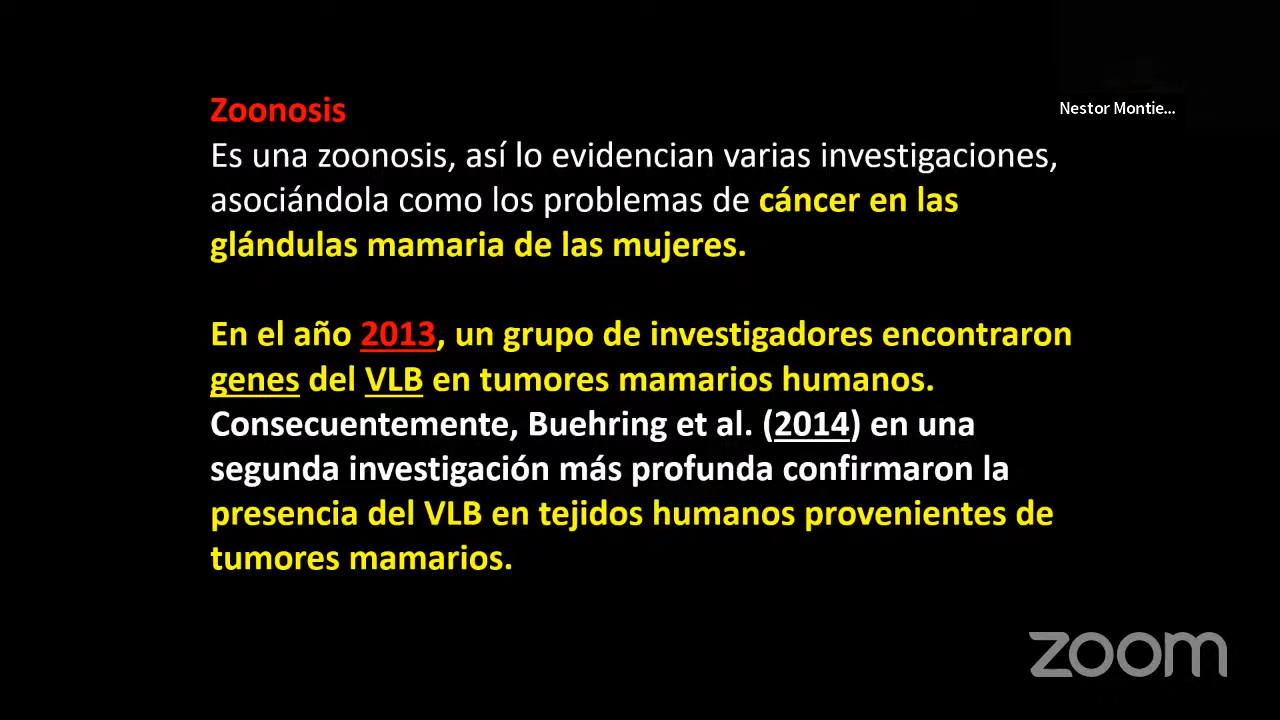 Zoonosis
Nestor Montie...
Es una zoonosis, así lo evidencian varias investigaciones,
asociándola como los problemas de cáncer en las
glándulas mamaria de las mujeres.
En el año 2013, un grupo de investigadores encontraron
genes del VLB en tumores mamarios humanos.
Consecuentemente, Buehring et al. (2014) en una
segunda investigación más profunda confirmaron la
presencia del VLB en tejidos humanos provenientes de
tumores mamarios.
zoom